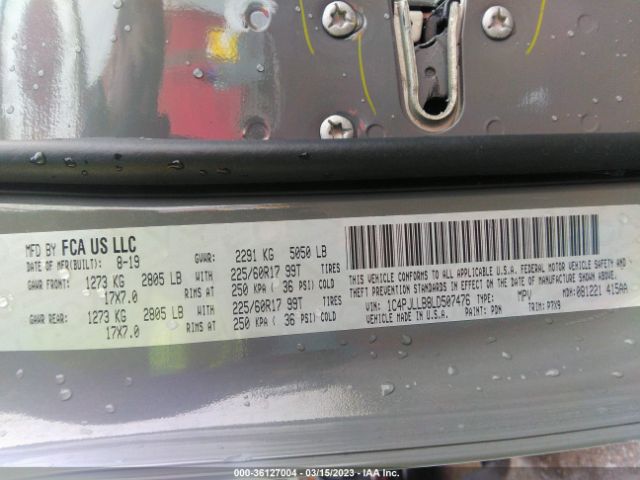 MFD BY FCA US LLC
DATE OF MFR(BUILT): 8-19 GVWR: 2291 KG 5050 LB
GAWR FRONT: 1273 KG 2805 LB WITH 225/60R17 99T TIRES
17X7.0 RIMS AT 250 KPA ( 36 PSI) COLD
GAWR REAR: 1273 KG 2805 LB WITH 225/60R17 99T TIRES
17X7.0 RIMS AT 250 KPA ( 36 PSI) COLD
THIS VEHICLE CONFORMS TO ALL APPLICABLE U.S.A. FEDERAL MOTOR VEHICLE SAFETY AND
THEFT PREVENTION STANDARDS IN EFFECT ON THE DATE OF MANUFACTURE SHOWN ABOVE.
VIN: 1C4PJLLB8LD507476 TYPE: MPV MDH: 081221 415AA
VEHICLE MADE IN U.S.A. PAINT: PDN TRIM:
000-36127004 — 03/15/2023 — IAA Inc.